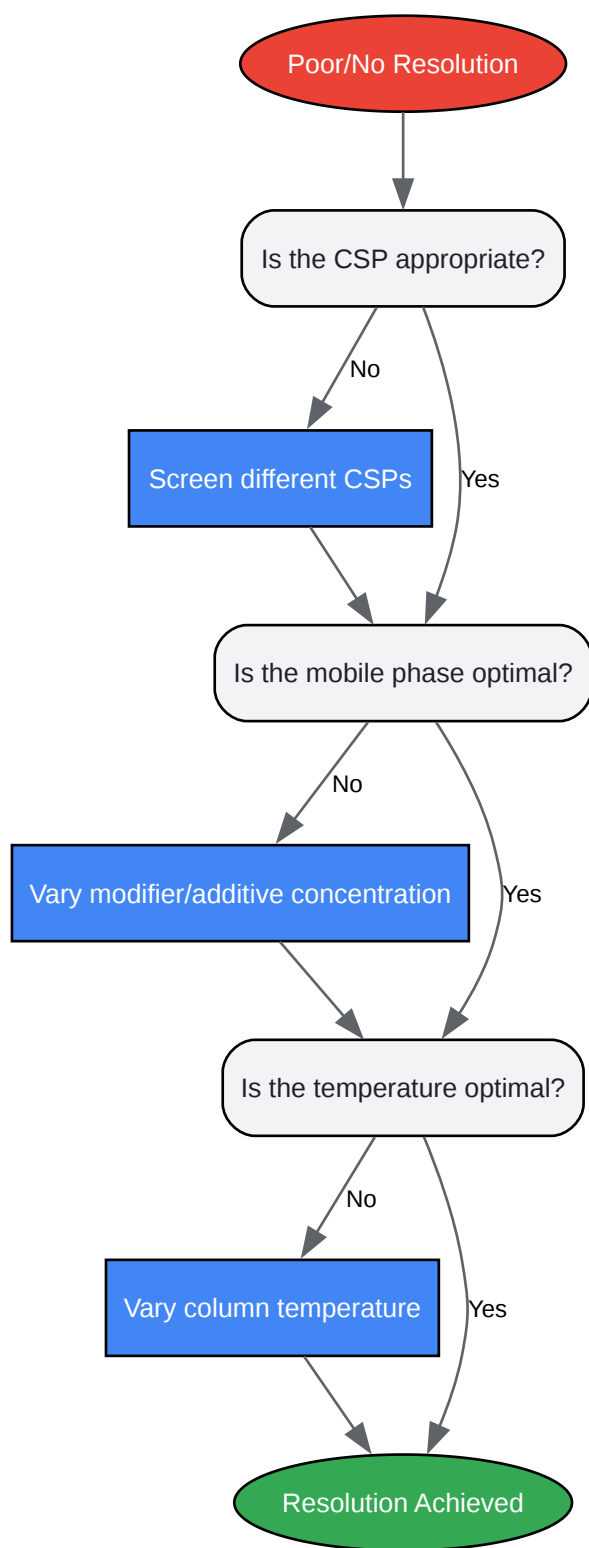 Poor/No Resolution
Is the CSP appropriate?
No
Screen different CSPs
Yes
Is the mobile phase optimal?
No
Vary modifier/additive concentration
Yes
Is the temperature optimal?
No
Vary column temperature
Yes
Resolution Achieved